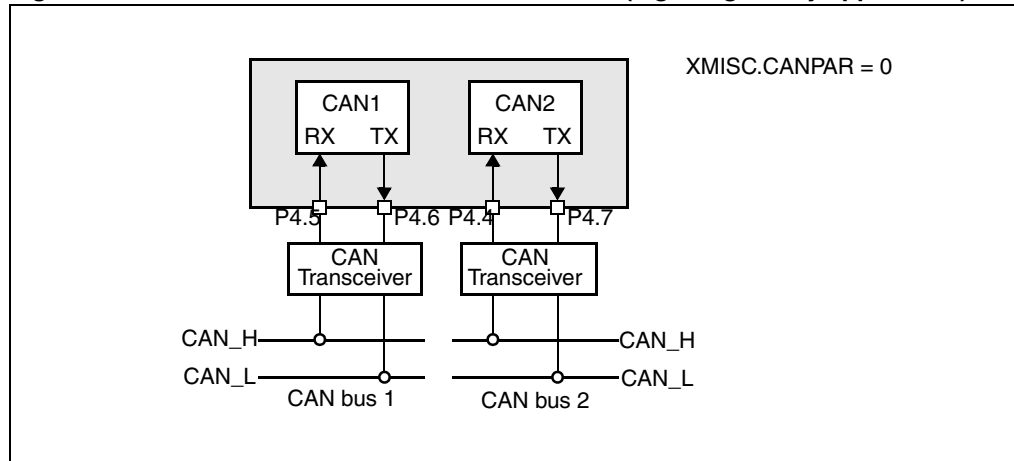 XMISC.CANPAR = 0
CAN1
CAN2
RX TX
RX TX
P4.5
P4.6
P4.4
P4.7
CAN
Transceiver
CAN
Transceiver
CAN_H
CAN_H
CAN_L
CAN_L
CAN bus 1
CAN bus 2